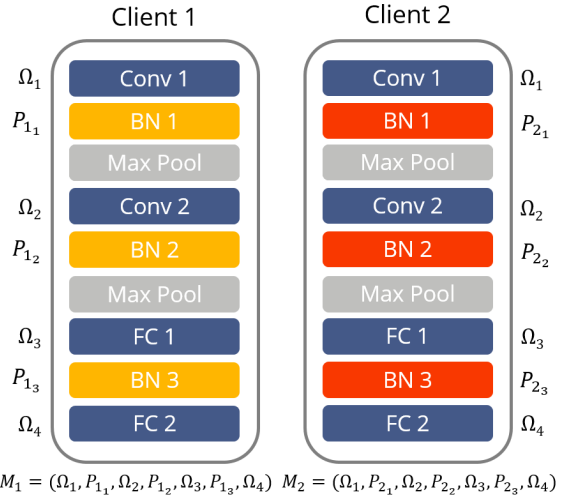 Client 1 Client 2
Ω₁ Conv 1 Conv 1 Ω₁
P₁₁ BN 1 BN 1 P₂₁
Max Pool Max Pool
Ω₂ Conv 2 Conv 2 Ω₂
P₁₂ BN 2 BN 2 P₂₂
Max Pool Max Pool
Ω₃ FC 1 FC 1 Ω₃
P₁₃ BN 3 BN 3 P₂₃
Ω₄ FC 2 FC 2 Ω₄
M₁ = (Ω₁, P₁₁, Ω₂, P₁₂, Ω₃, P₁₃, Ω₄) M₂ = (Ω₁, P₂₁, Ω₂, P₂₂, Ω₃, P₂₃, Ω₄)